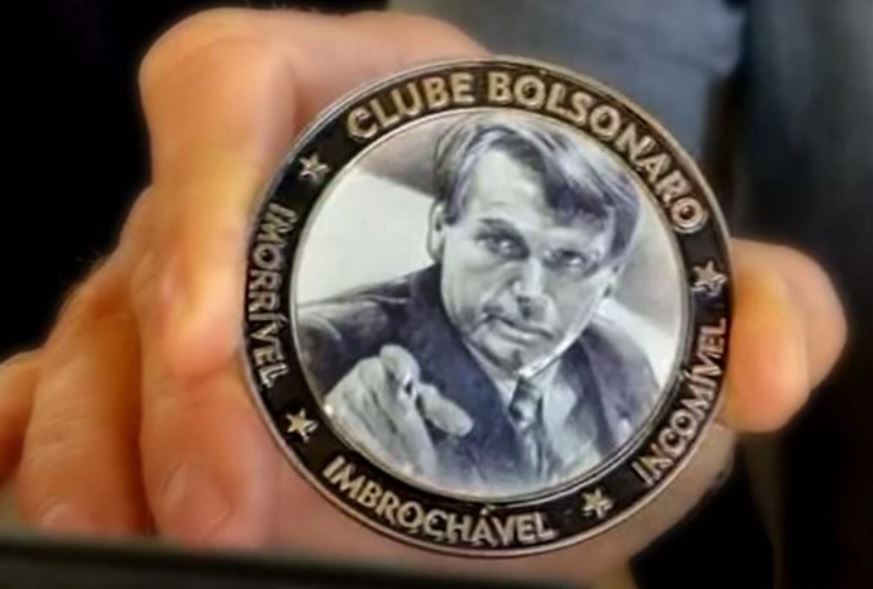 CLUBE BOLSONARO
IMORRÍVEL
IMBROCHÁVEL
INCOMÍVEL